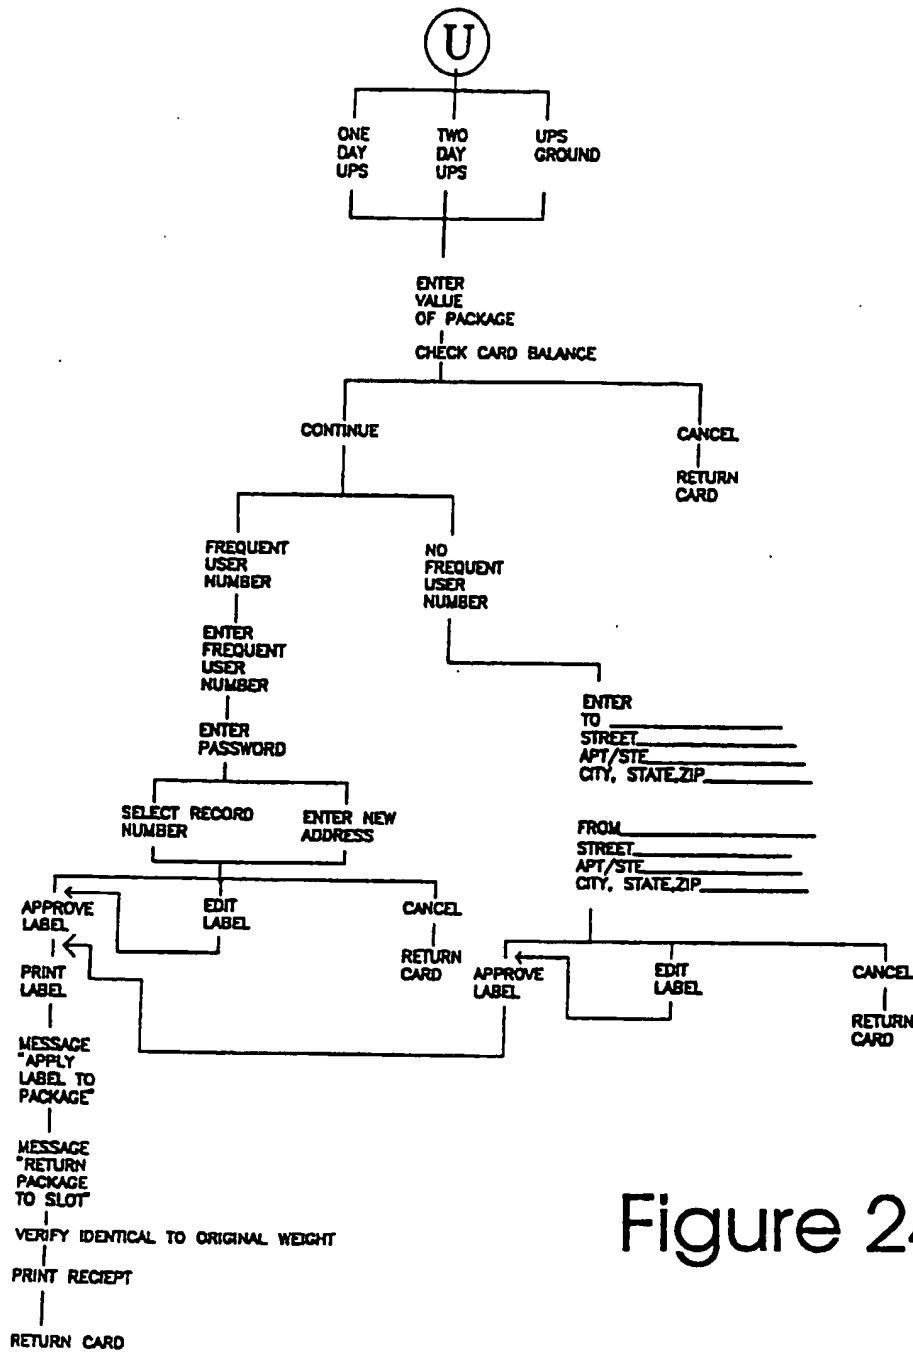 U
ONE
DAY
UPS
TWO
DAY
UPS
UPS
GROUND
ENTER
VALUE
OF PACKAGE
CHECK CARD BALANCE
CONTINUE
CANCEL
RETURN
CARD
FREQUENT
USER
NUMBER
NO
FREQUENT
USER
NUMBER
ENTER
FREQUENT
USER
NUMBER
ENTER
PASSWORD
ENTER
TO
STREET
APT/STE
CITY, STATE,ZIP
FROM
STREET
APT/STE
CITY, STATE,ZIP
SELECT RECORD
NUMBER
ENTER NEW
ADDRESS
APPROVE
LABEL
EDIT
LABEL
CANCEL
RETURN
CARD
APPROVE
LABEL
EDIT
LABEL
CANCEL
RETURN
CARD
PRINT
LABEL
MESSAGE
"APPLY
LABEL TO
PACKAGE"
MESSAGE
"RETURN
PACKAGE
TO SLOT"
VERIFY IDENTICAL TO ORIGINAL WEIGHT
PRINT RECIEPT
RETURN CARD
Figure 2